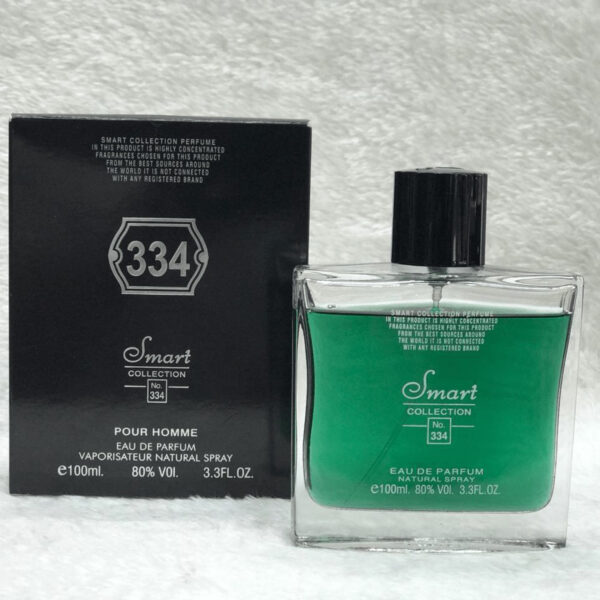 SMART COLLECTION PERFUME
IN THIS PRODUCT IS HIGHLY CONCENTRATED
FRAGRANCES CHOSEN FOR THIS PRODUCT
FROM THE BEST SOURCES AROUND
THE WORLD IT IS NOT CONNECTED
WITH ANY REGISTERED BRAND
334
Smart
COLLECTION
No.
334
POUR HOMME
EAU DE PARFUM
VAPORISATEUR NATURAL SPRAY
e100ml. 80% VOl. 3.3FL.OZ.
SMART COLLECTION PERFUME
IN THIS PRODUCT IS HIGHLY CONCENTRATED
FRAGRANCES CHOSEN FOR THIS PRODUCT
FROM THE BEST SOURCES AROUND
THE WORLD IT IS NOT CONNECTED
WITH ANY REGISTERED BRAND
Smart
COLLECTION
No.
334
EAU DE PARFUM
NATURAL SPRAY
e100ml. 80% VOl. 3.3FL.OZ.